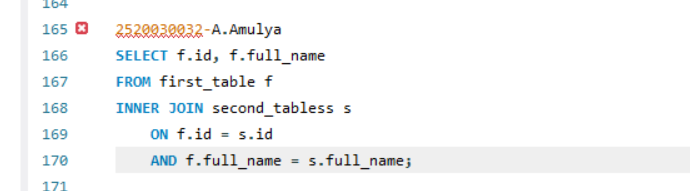 164
165 2520030032-A.Amulya
166 SELECT f.id, f.full_name
167 FROM first_table f
168 INNER JOIN second_tabless s
169 ON f.id = s.id
170 AND f.full_name = s.full_name;
171